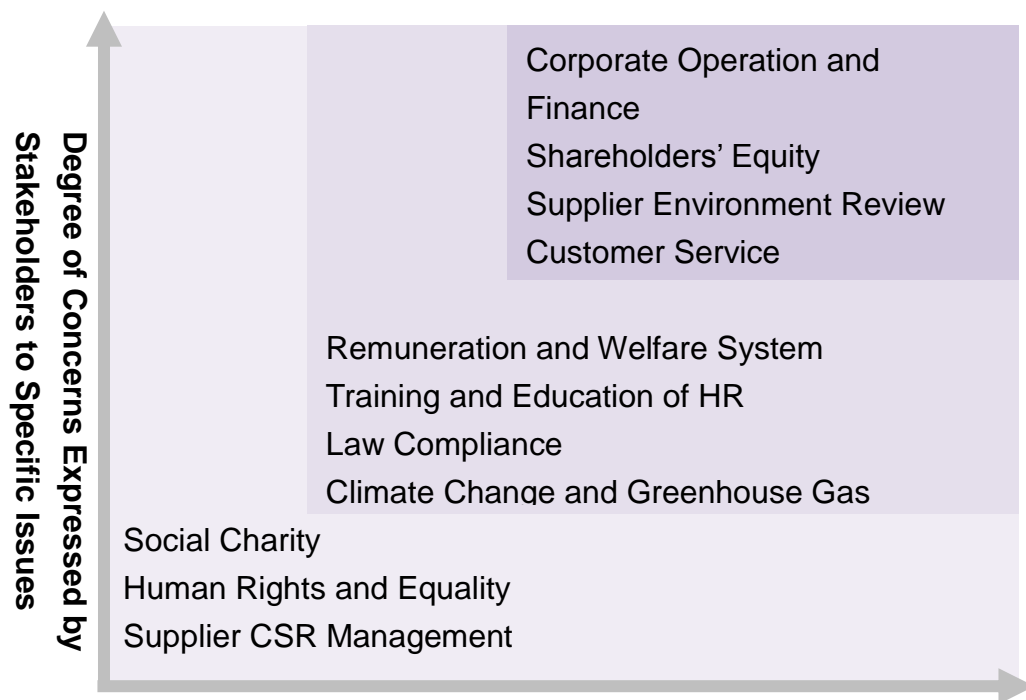 Degree of Concerns Expressed by
Stakeholders to Specific Issues
Corporate Operation and
Finance
Shareholders’ Equity
Supplier Environment Review
Customer Service
Remuneration and Welfare System
Training and Education of HR
Law Compliance
Climate Change and Greenhouse Gas
Social Charity
Human Rights and Equality
Supplier CSR Management